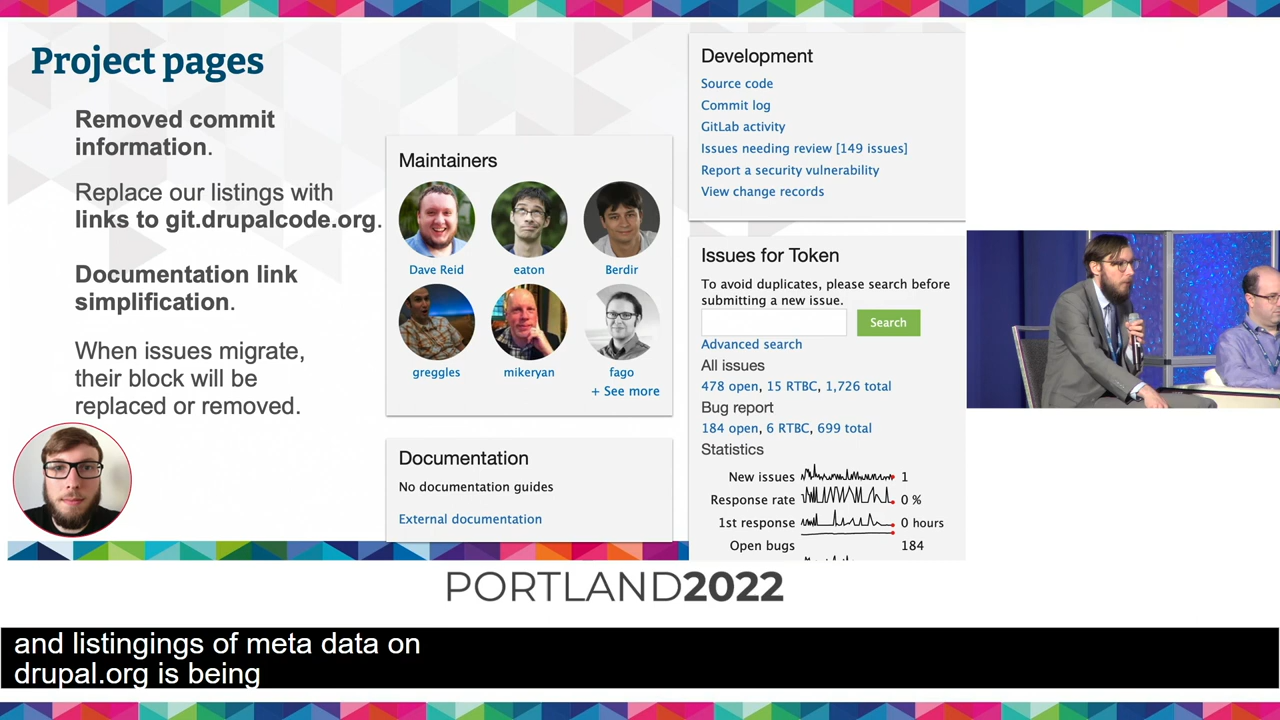 Project pages
Removed commit
information.
Replace our listings with
links to git.drupalcode.org.
Documentation link
simplification.
When issues migrate,
their block will be
replaced or removed.
Maintainers
Dave Reid
eaton
Berdir
greggles
mikeryan
fago
+ See more
Documentation
No documentation guides
External documentation
Development
Source code
Commit log
GitLab activity
Issues needing review [149 issues]
Report a security vulnerability
View change records
Issues for Token
To avoid duplicates, please search before
submitting a new issue.
Search
Advanced search
All issues
478 open, 15 RTBC, 1,726 total
Bug report
184 open, 6 RTBC, 699 total
Statistics
New issues 1
Response rate 0 %
1st response 0 hours
Open bugs 184
PORTLAND2022
and listingings of meta data on
drupal.org is being